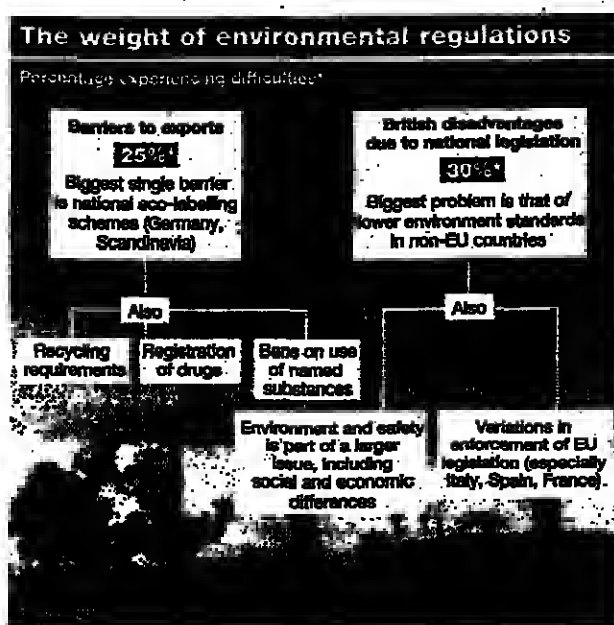 The weight of environmental regulations
Percentage experiencing difficulties*
Barriers to exports
25%*
Biggest single barrier
is national eco-labelling
schemes (Germany,
Scandinavia)
British disadvantages
due to national legislation
30%*
Biggest problem is that of
lower environment standards
in non-EU countries
Also
Recycling
requirements
Registration
of drugs
Bans on use
of named
substances
Also
Environment and safety
is part of a larger
issue, including
social and economic
differences
Variations in
enforcement of EU
legislation (especially
Italy, Spain, France)